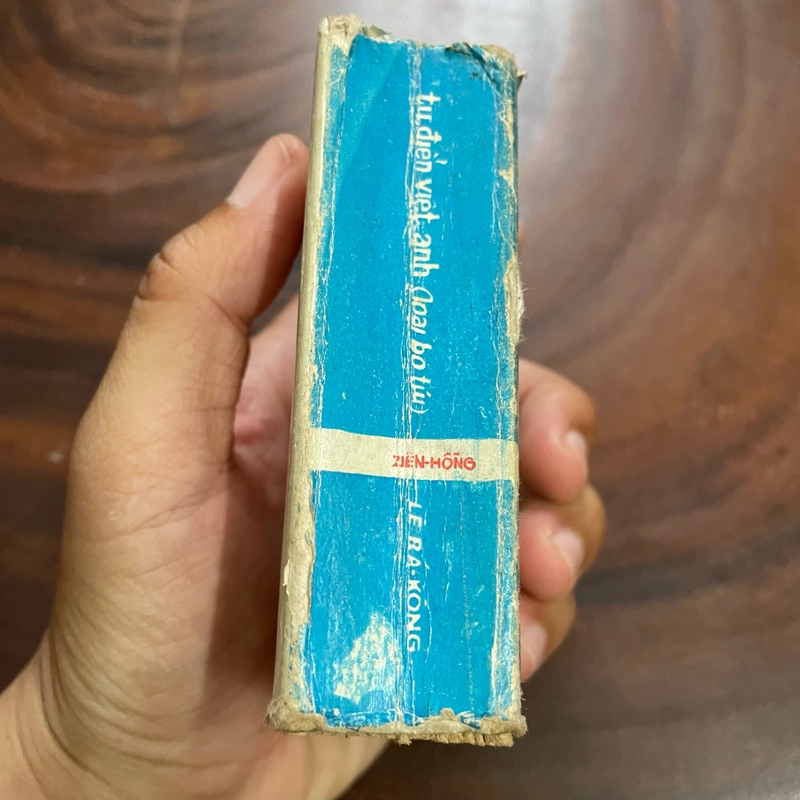 tự điển việt anh (loại bỏ túi)
ZIÊN-HỒNG
LÊ BÁ-KÔNG